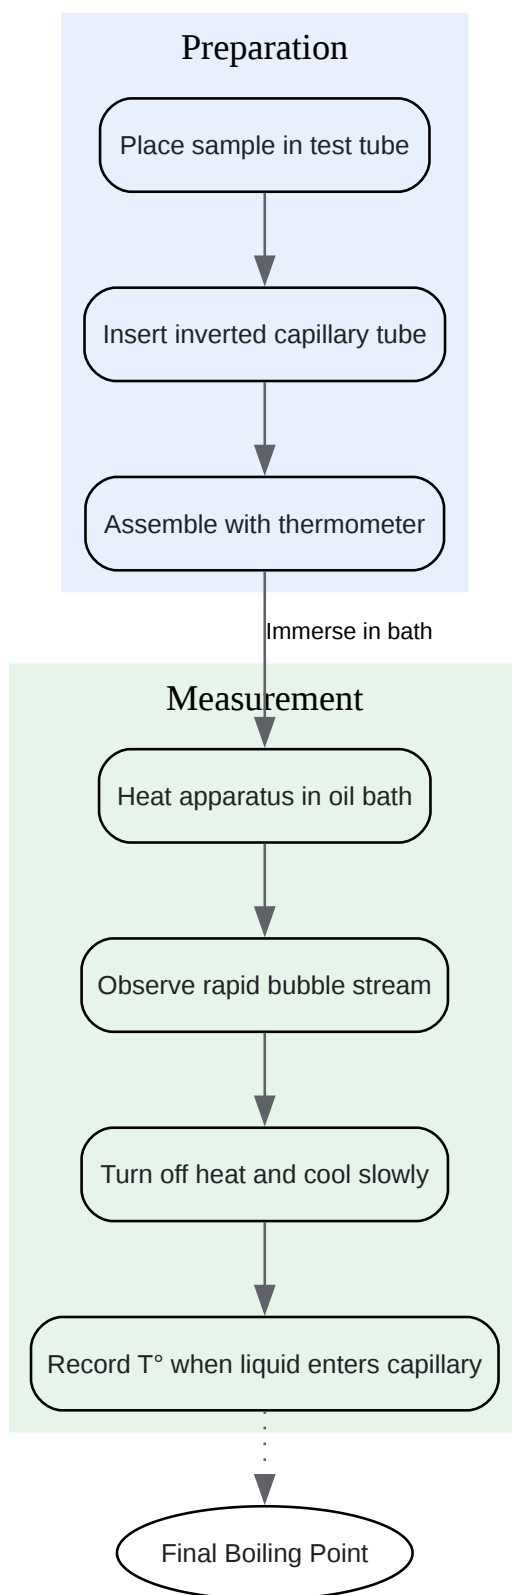 Preparation
Place sample in test tube
Insert inverted capillary tube
Assemble with thermometer
Immerse in bath
Measurement
Heat apparatus in oil bath
Observe rapid bubble stream
Turn off heat and cool slowly
Record T° when liquid enters capillary
Final Boiling Point